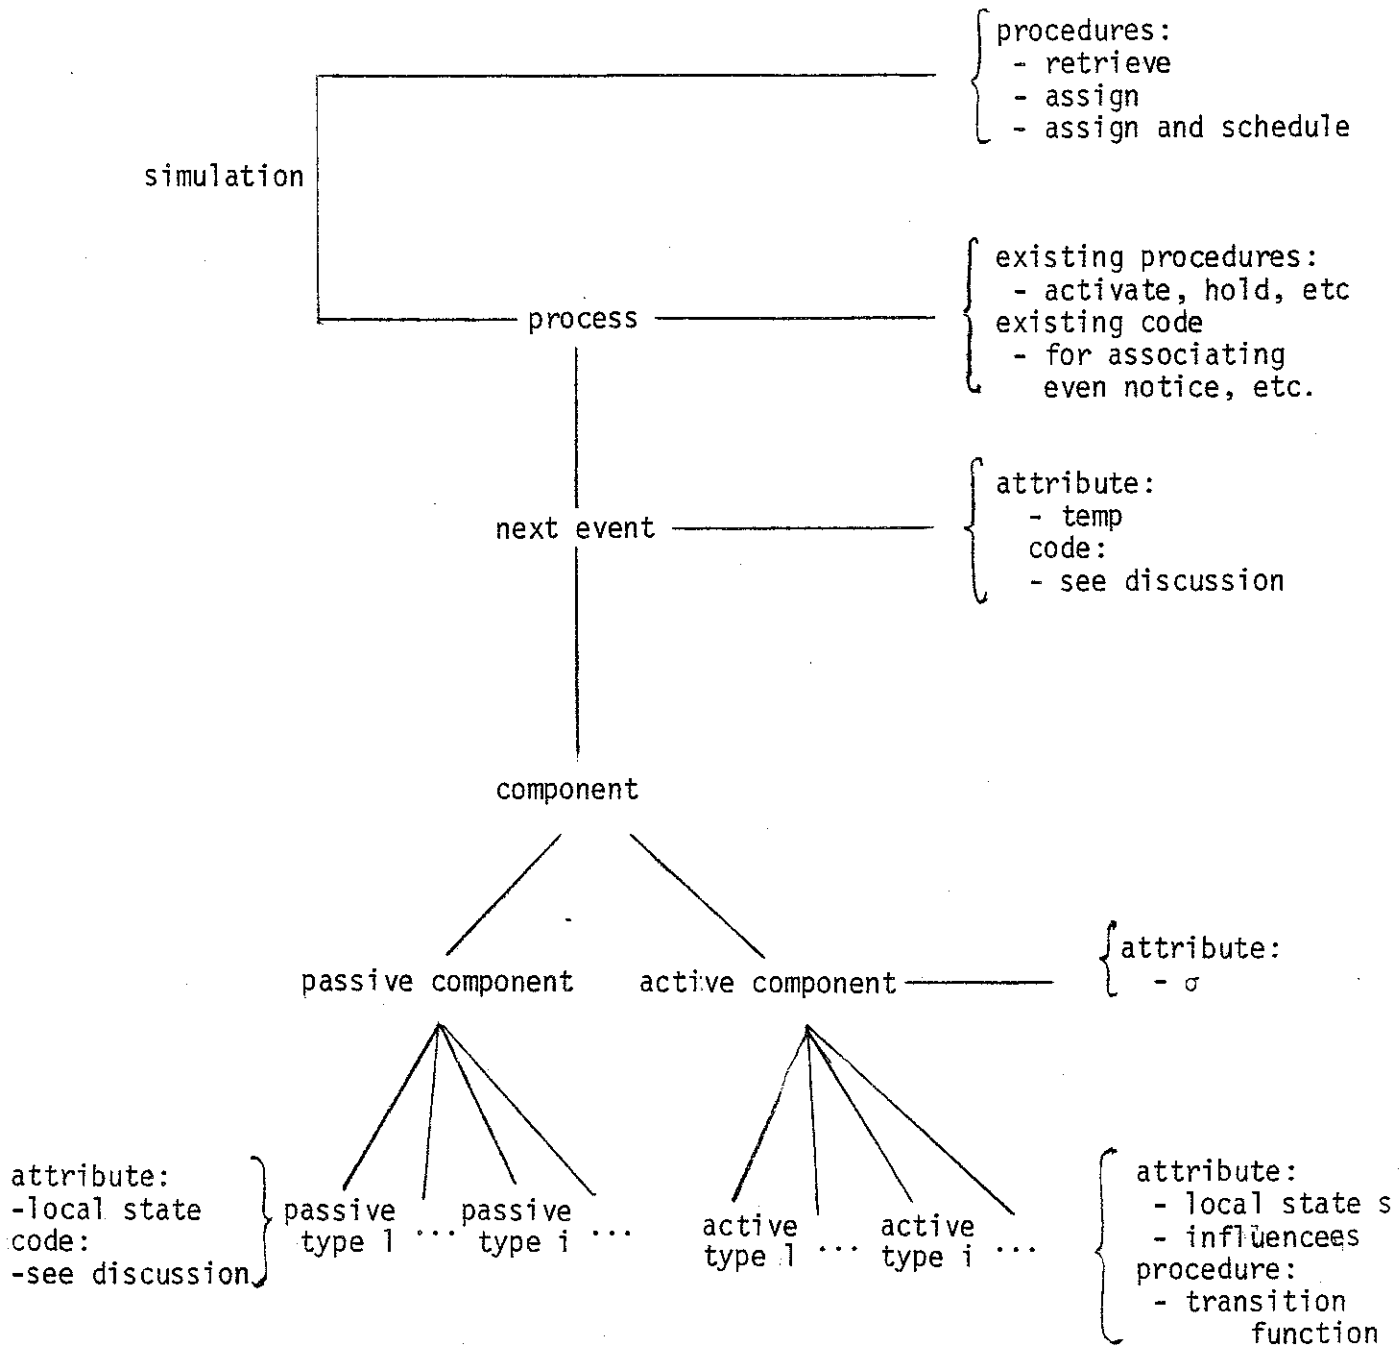 procedures:
- retrieve
- assign
- assign and schedule
simulation
existing procedures:
- activate, hold, etc
existing code
- for associating
even notice, etc.
process
attribute:
- temp
code:
- see discussion
next event
component
passive component
active component
attribute:
- σ
attribute:
-local state
code:
-see discussion
passive
type 1
...
passive
type i
...
active
type 1
...
active
type i
...
attribute:
- local state s
- influencees
procedure:
- transition
function